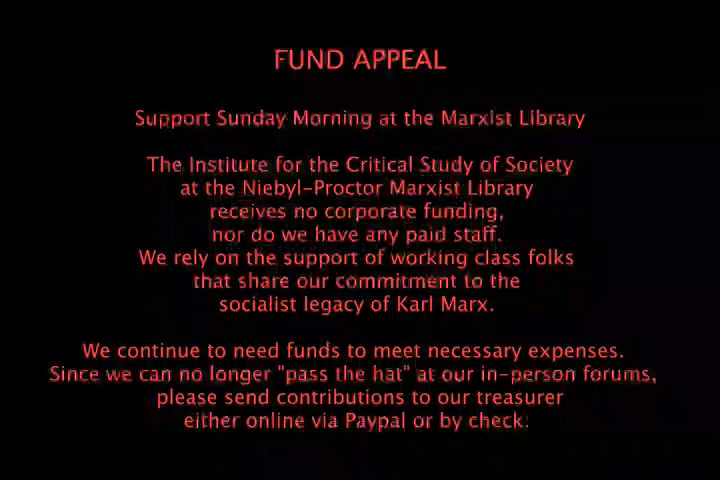 FUND APPEAL
Support Sunday Morning at the Marxist Library
The Institute for the Critical Study of Society
at the Niebyl-Proctor Marxist Library
receives no corporate funding,
nor do we have any paid staff.
We rely on the support of working class folks
that share our commitment to the
socialist legacy of Karl Marx.
We continue to need funds to meet necessary expenses.
Since we can no longer "pass the hat" at our in-person forums,
please send contributions to our treasurer
either online via Paypal or by check: